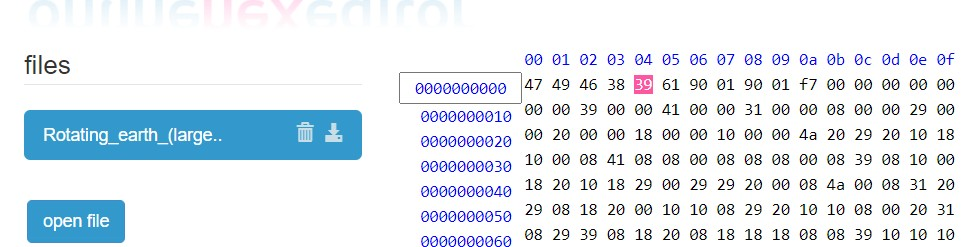 onlinehexeditor
files
Rotating_earth_(large..
open file
00 01 02 03 04 05 06 07 08 09 0a 0b 0c 0d 0e 0f
0000000000 47 49 46 38 39 61 90 01 90 01 f7 00 00 00 00 00
0000000010 00 00 39 00 00 41 00 00 31 00 00 08 00 00 29 00
0000000020 00 20 00 00 18 00 00 10 00 00 4a 20 29 20 10 18
0000000030 10 00 08 41 08 08 00 08 08 08 00 08 39 08 10 00
0000000040 18 20 10 18 29 00 29 29 20 00 08 4a 00 08 31 20
0000000050 29 08 18 20 00 10 10 08 29 10 10 08 00 20 31
0000000060 08 29 39 08 18 20 08 18 18 18 08 08 39 10 10 10